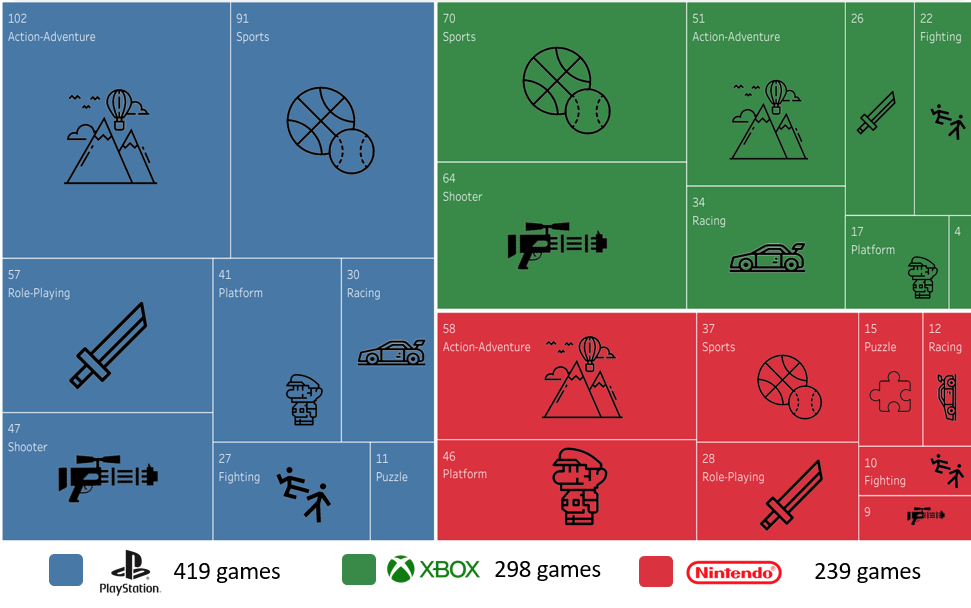 102
Action-Adventure
91
Sports
57
Role-Playing
41
Platform
30
Racing
47
Shooter
27
Fighting
11
Puzzle
70
Sports
51
Action-Adventure
26
22
Fighting
64
Shooter
34
Racing
17
Platform
4
58
Action-Adventure
37
Sports
15
Puzzle
12
Racing
46
Platform
28
Role-Playing
10
Fighting
9
PlayStation 419 games
XBOX 298 games
Nintendo 239 games